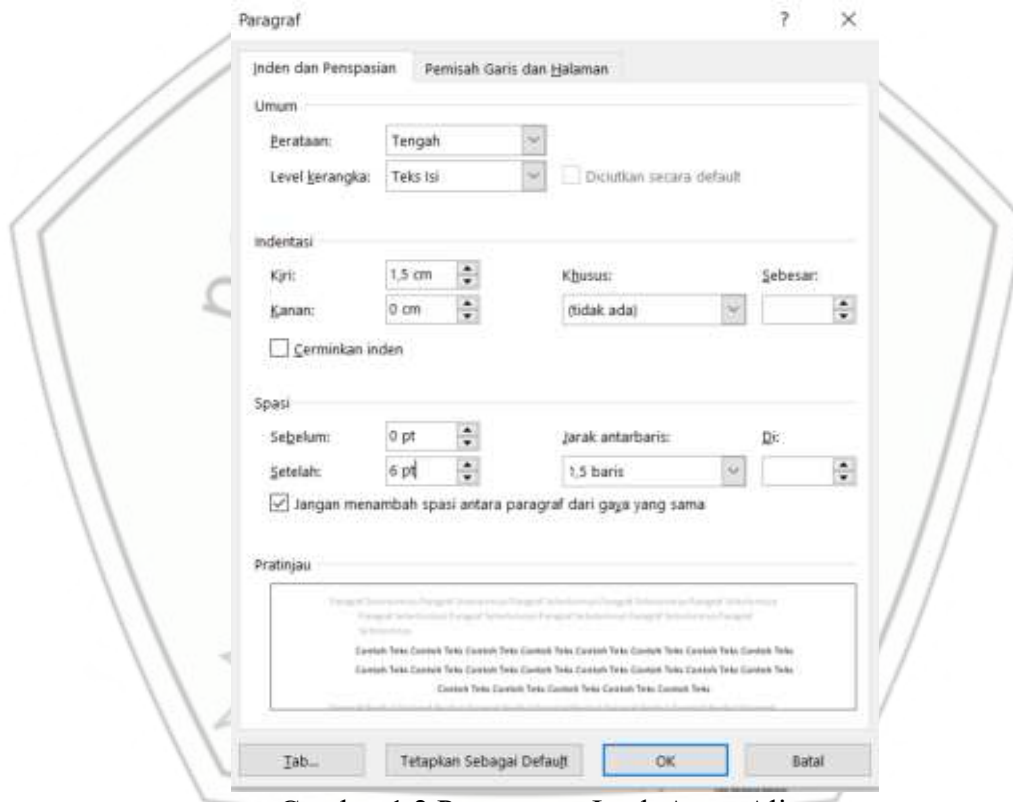 Paragraf ? ×
Inden dan Penspasian Pemisah Garis dan Halaman
Umum
Perataan: Tengah
Level kerangka: Teks Isi Diciutkan secara default
Indentasi
Kiri: 1,5 cm Khusus: Sebesar:
Kanan: 0 cm (tidak ada)
Cerminkan inden
Spasi
Sebelum: 0 pt Jarak antarbaris: Di:
Setelah: 6 pt 1,5 baris
Jangan menambah spasi antara paragraf dari gaya yang sama
Pratinjau
Contoh Teks Contoh Teks Contoh Teks Contoh Teks Contoh Teks Contoh Teks Contoh Teks Contoh Teks
Contoh Teks Contoh Teks Contoh Teks Contoh Teks Contoh Teks Contoh Teks Contoh Teks Contoh Teks
Contoh Teks Contoh Teks Contoh Teks Contoh Teks Contoh Teks
Tab... Tetapkan Sebagai Default OK Batal